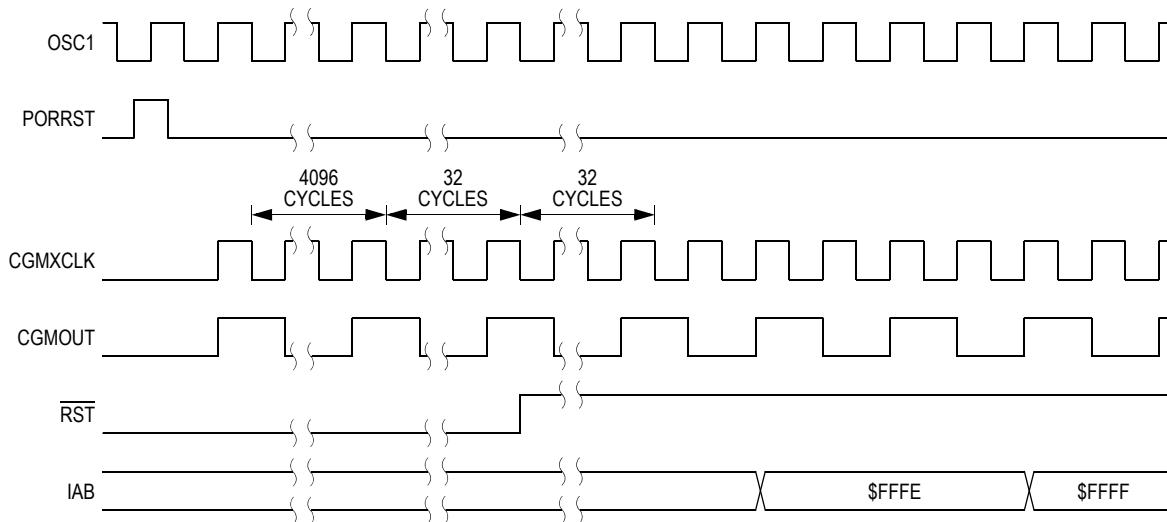 OSC1
PORRST
4096
CYCLES
32
CYCLES
32
CYCLES
CGMXCLK
CGMOUT
RST
IAB
$FFFE
$FFFF